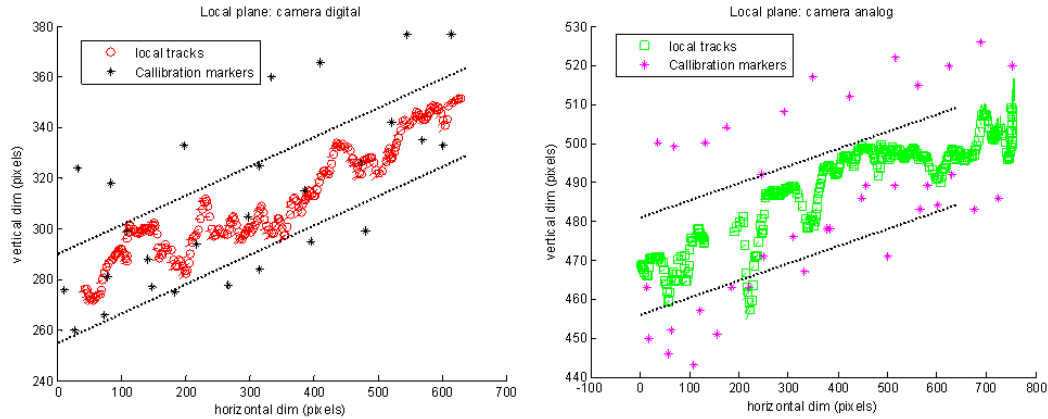 Local plane: camera digital
380
360
340
320
300
280
260
240
vertical dim (pixels)
local tracks
Callibration markers
0 100 200 300 400 500 600 700
horizontal dim (pixels)
Local plane: camera analog
530
520
510
500
490
480
470
460
450
440
vertical dim (pixels)
local tracks
Callibration markers
-100 0 100 200 300 400 500 600 700 800
horizontal dim (pixels)